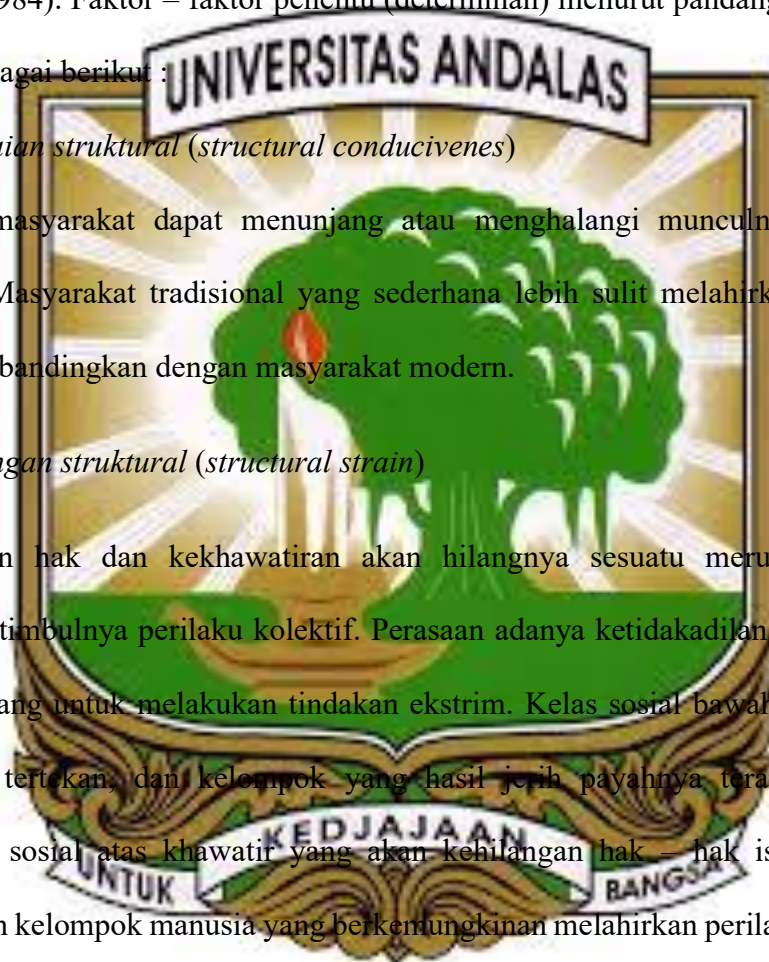 984). Faktor – faktor penentu (determinan) menurut pandang
agai berikut :
UNIVERSITAS ANDALAS
ian struktural (structural conducivenes)
masyarakat dapat menunjang atau menghalangi munculn
Masyarakat tradisional yang sederhana lebih sulit melahirk
bandingkan dengan masyarakat modern.
ngan struktural (structural strain)
n hak dan kekhawatiran akan hilangnya sesuatu meru
timbulnya perilaku kolektif. Perasaan adanya ketidakadilan
ang untuk melakukan tindakan ekstrim. Kelas sosial bawah
tertekan, dan kelompok yang hasil jerih payahnya tera
sosial atas khawatir yang akan kehilangan hak – hak is
n kelompok manusia yang berkemungkinan melahirkan perila
UNTUK KEDJAJAAN BANGSA